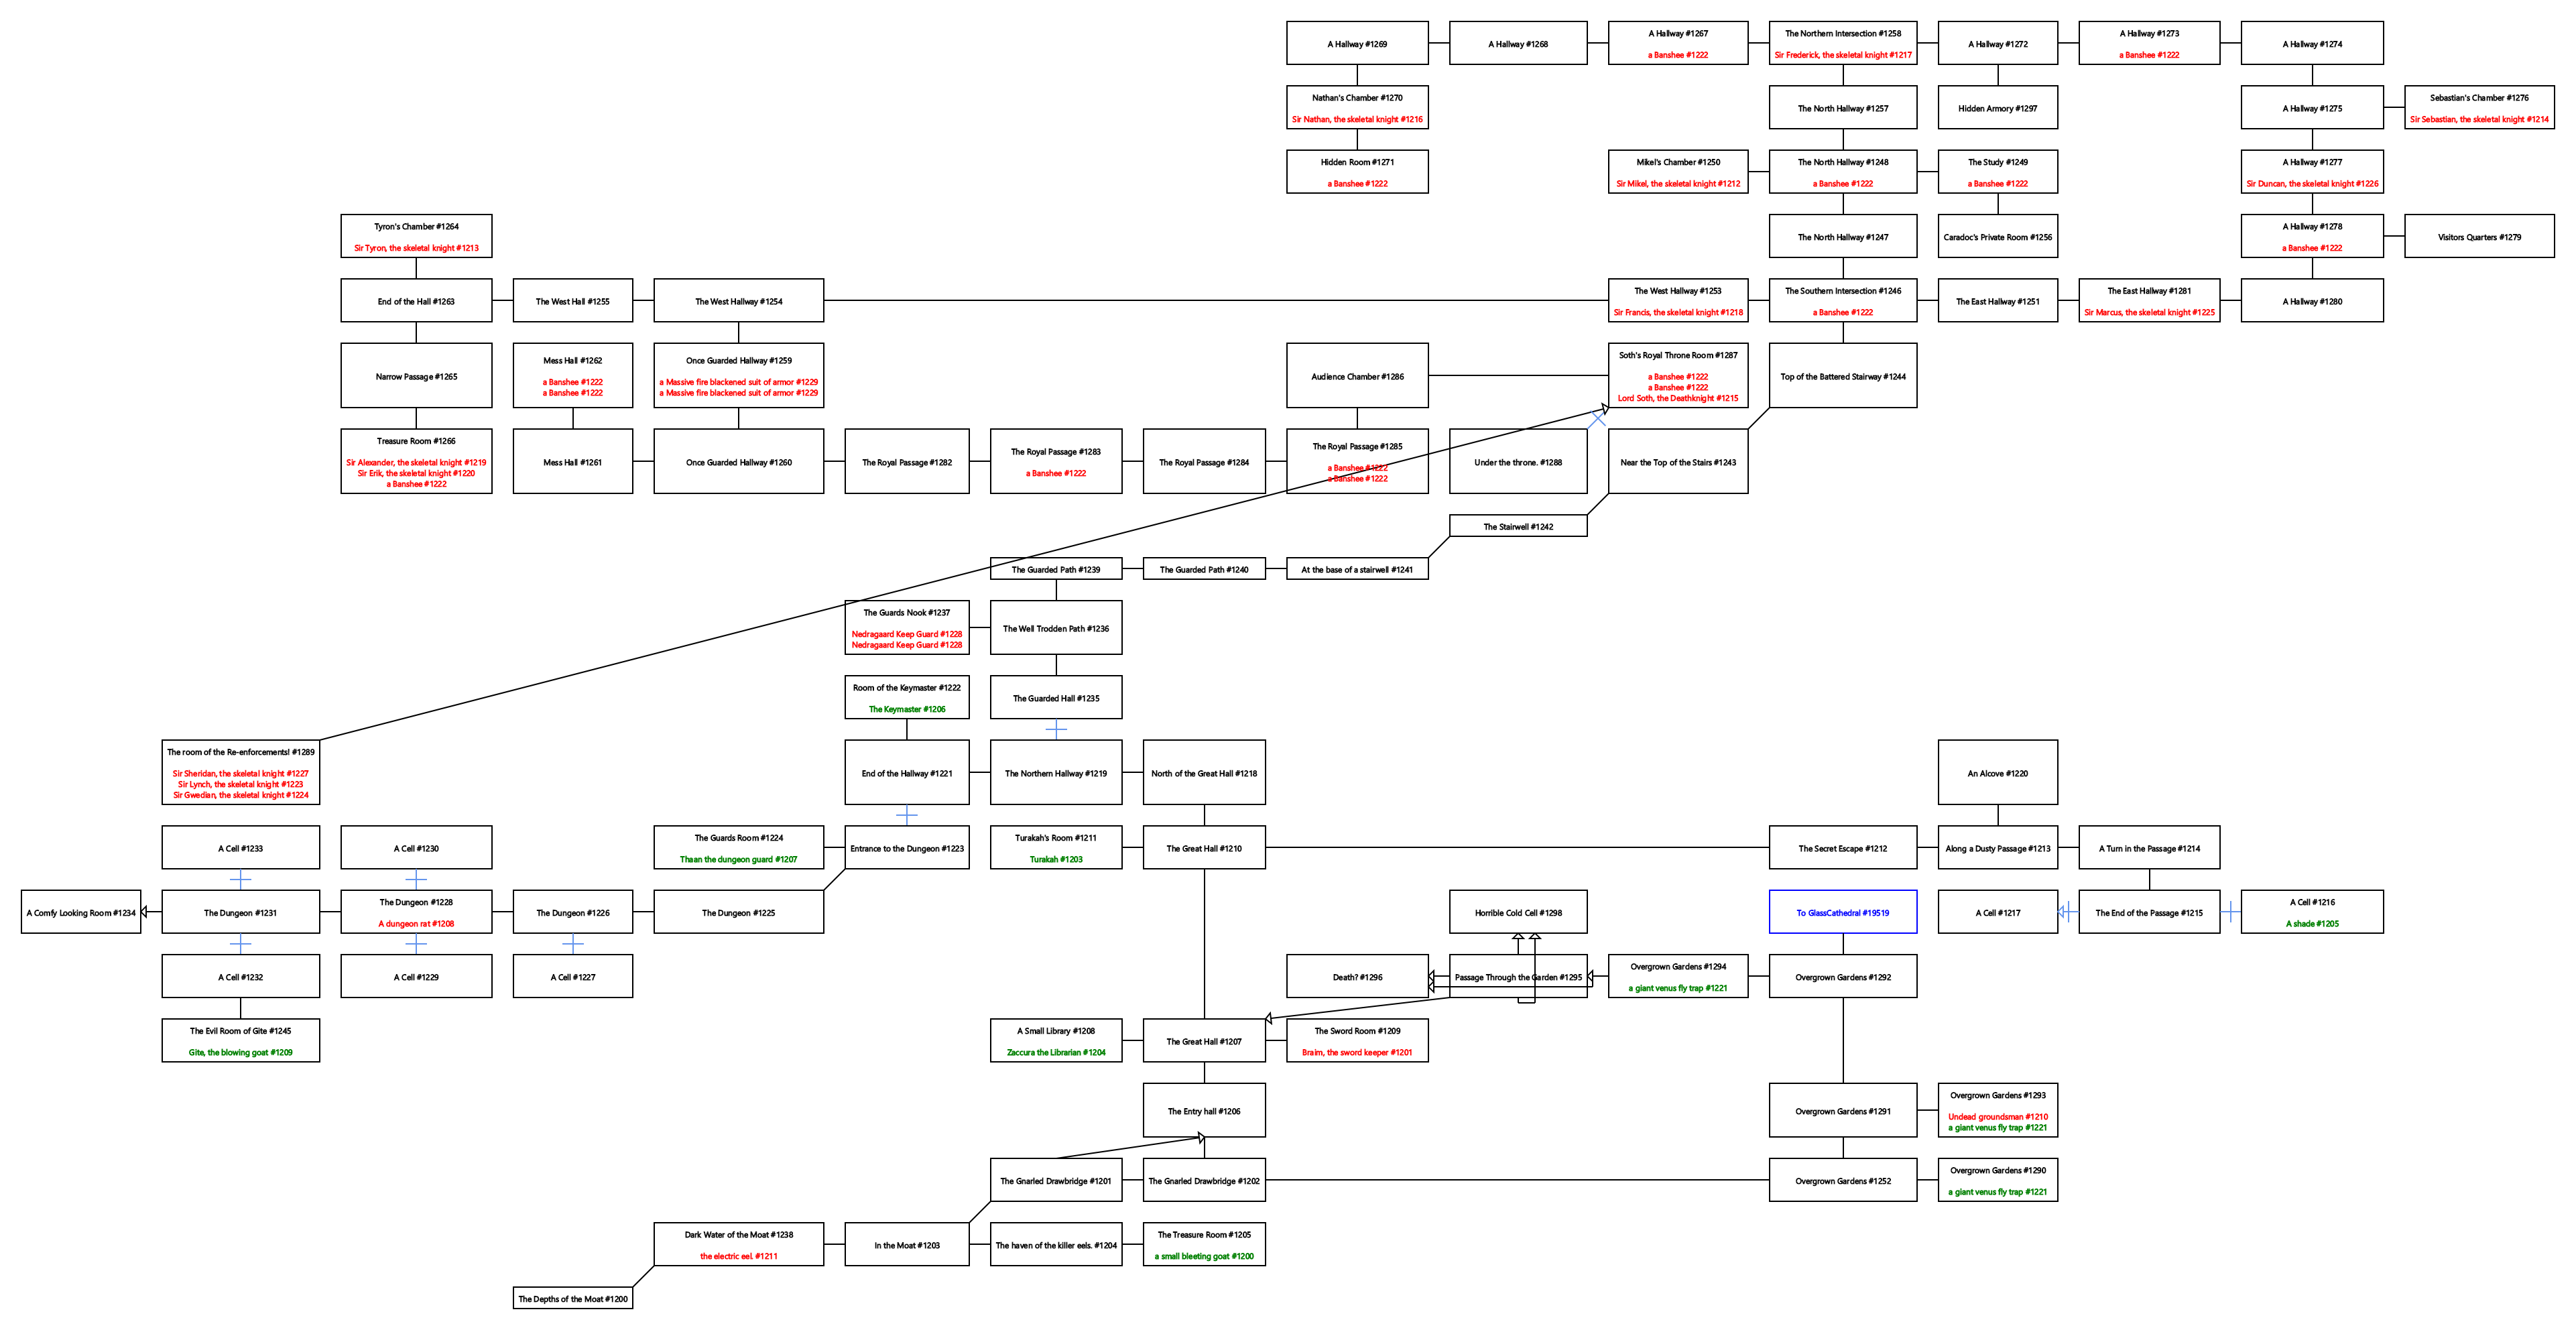 A Hallway #1269
A Hallway #1268
A Hallway #1267
a Banshee #1222
The Northern Intersection #1258
Sir Frederick, the skeletal knight #1217
A Hallway #1272
A Hallway #1273
a Banshee #1222
A Hallway #1274
Nathan's Chamber #1270
Sir Nathan, the skeletal knight #1216
The North Hallway #1257
Hidden Armory #1297
A Hallway #1275
Sebastian's Chamber #1276
Sir Sebastian, the skeletal knight #1214
Hidden Room #1271
a Banshee #1222
Mikel's Chamber #1250
Sir Mikel, the skeletal knight #1212
The North Hallway #1248
a Banshee #1222
The Study #1249
a Banshee #1222
A Hallway #1277
Sir Duncan, the skeletal knight #1226
Tyron's Chamber #1264
Sir Tyron, the skeletal knight #1213
The North Hallway #1247
Caradoc's Private Room #1256
A Hallway #1278
a Banshee #1222
Visitors Quarters #1279
End of the Hall #1263
The West Hall #1255
The West Hallway #1254
The West Hallway #1253
Sir Francis, the skeletal knight #1218
The Southern Intersection #1246
a Banshee #1222
The East Hallway #1251
The East Hallway #1281
Sir Marcus, the skeletal knight #1225
A Hallway #1280
Narrow Passage #1265
Mess Hall #1262
a Banshee #1222
a Banshee #1222
Once Guarded Hallway #1259
a Massive fire blackened suit of armor #1229
a Massive fire blackened suit of armor #1229
Audience Chamber #1286
Soth's Royal Throne Room #1287
a Banshee #1222
a Banshee #1222
Lord Soth, the Deathknight #1215
Top of the Battered Stairway #1244
Treasure Room #1266
Sir Alexander, the skeletal knight #1219
Sir Erik, the skeletal knight #1220
a Banshee #1222
Mess Hall #1261
Once Guarded Hallway #1260
The Royal Passage #1282
The Royal Passage #1283
a Banshee #1222
The Royal Passage #1284
The Royal Passage #1285
a Banshee #1222
a Banshee #1222
Under the throne. #1288
Near the Top of the Stairs #1243
The Stairwell #1242
The Guarded Path #1239
The Guarded Path #1240
At the base of a stairwell #1241
The Guards Nook #1237
Nedragaard Keep Guard #1228
Nedragaard Keep Guard #1228
The Well Trodden Path #1236
Room of the Keymaster #1222
The Keymaster #1206
The Guarded Hall #1235
The room of the Re-enforcements! #1289
Sir Sheridan, the skeletal knight #1227
Sir Lynch, the skeletal knight #1223
Sir Gwedian, the skeletal knight #1224
End of the Hallway #1221
The Northern Hallway #1219
North of the Great Hall #1218
An Alcove #1220
A Cell #1233
A Cell #1230
The Guards Room #1224
Thaan the dungeon guard #1207
Entrance to the Dungeon #1223
Turakah's Room #1211
Turakah #1203
The Great Hall #1210
The Secret Escape #1212
Along a Dusty Passage #1213
A Turn in the Passage #1214
A Comfy Looking Room #1234
The Dungeon #1231
The Dungeon #1228
A dungeon rat #1208
The Dungeon #1226
The Dungeon #1225
Horrible Cold Cell #1298
To GlassCathedral #19519
A Cell #1217
The End of the Passage #1215
A Cell #1216
A shade #1205
A Cell #1232
A Cell #1229
A Cell #1227
Death? #1296
Passage Through the Garden #1295
Overgrown Gardens #1294
a giant venus fly trap #1221
Overgrown Gardens #1292
The Evil Room of Gite #1245
Gite, the blowing goat #1209
A Small Library #1208
Zaccura the Librarian #1204
The Great Hall #1207
The Sword Room #1209
Braim, the sword keeper #1201
The Entry hall #1206
Overgrown Gardens #1291
Overgrown Gardens #1293
Undead groundsman #1210
a giant venus fly trap #1221
The Gnarled Drawbridge #1201
The Gnarled Drawbridge #1202
Overgrown Gardens #1252
Overgrown Gardens #1290
a giant venus fly trap #1221
Dark Water of the Moat #1238
the electric eel. #1211
In the Moat #1203
The haven of the killer eels. #1204
The Treasure Room #1205
a small bleeting goat #1200
The Depths of the Moat #1200